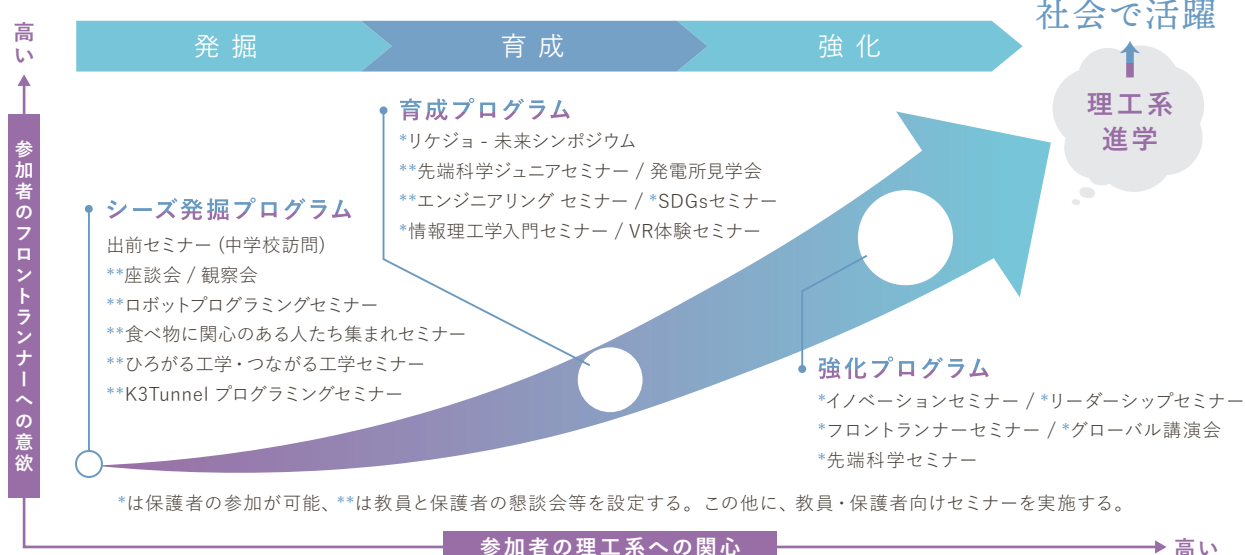 社会で活躍
高い
発掘
育成
強化
理工系
進学
参加者のフロントランナーへの意欲
育成プログラム
*リケジョ - 未来シンポジウム
**先端科学ジュニアセミナー / 発電所見学会
**エンジニアリング セミナー / *SDGsセミナー
*情報理工学入門セミナー / VR体験セミナー
シーズ発掘プログラム
出前セミナー (中学校訪問)
**座談会 / 観察会
**ロボットプログラミングセミナー
**食べ物に関心のある人たち集まれセミナー
**ひろがる工学・つながる工学セミナー
**K3Tunnel プログラミングセミナー
強化プログラム
*イノベーションセミナー / *リーダーシップセミナー
*フロントランナーセミナー / *グローバル講演会
*先端科学セミナー
*は保護者の参加が可能、**は教員と保護者の懇談会等を設定する。この他に、教員・保護者向けセミナーを実施する。
参加者の理工系への関心
高い